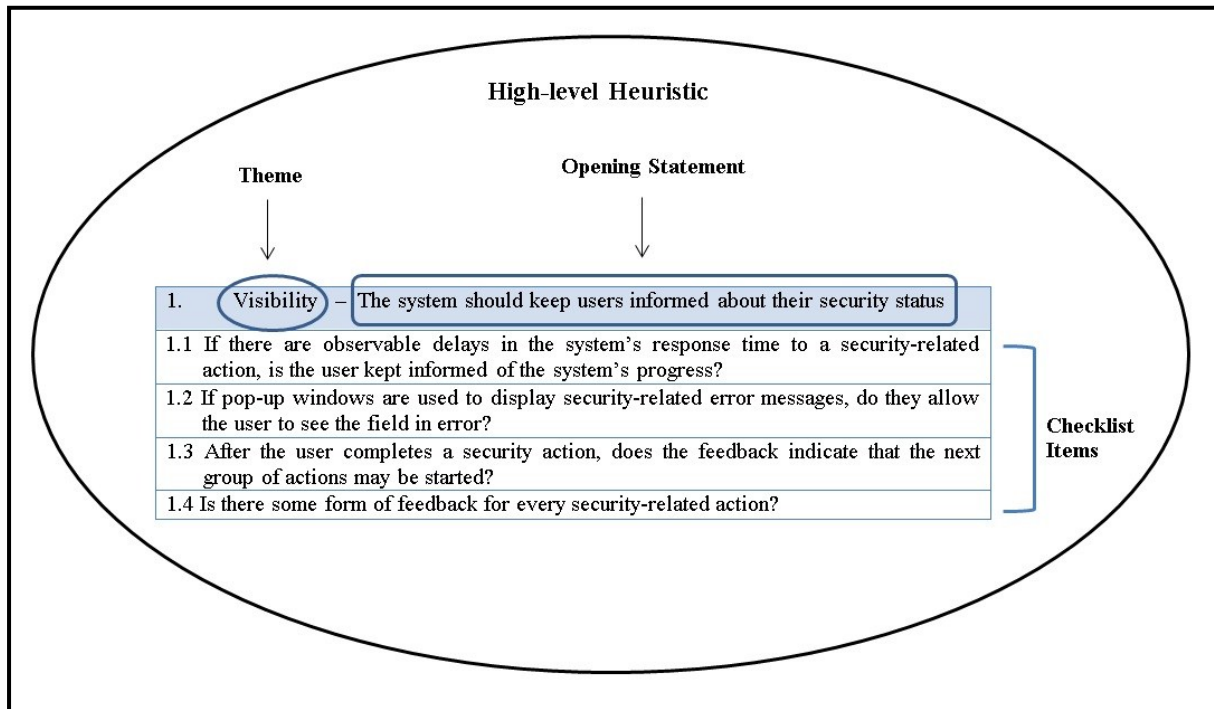 High-level Heuristic
Theme
Opening Statement
1. Visibility – The system should keep users informed about their security status
1.1 If there are observable delays in the system's response time to a security-related
action, is the user kept informed of the system's progress?
1.2 If pop-up windows are used to display security-related error messages, do they allow
the user to see the field in error?
1.3 After the user completes a security action, does the feedback indicate that the next
group of actions may be started?
1.4 Is there some form of feedback for every security-related action?
Checklist
Items